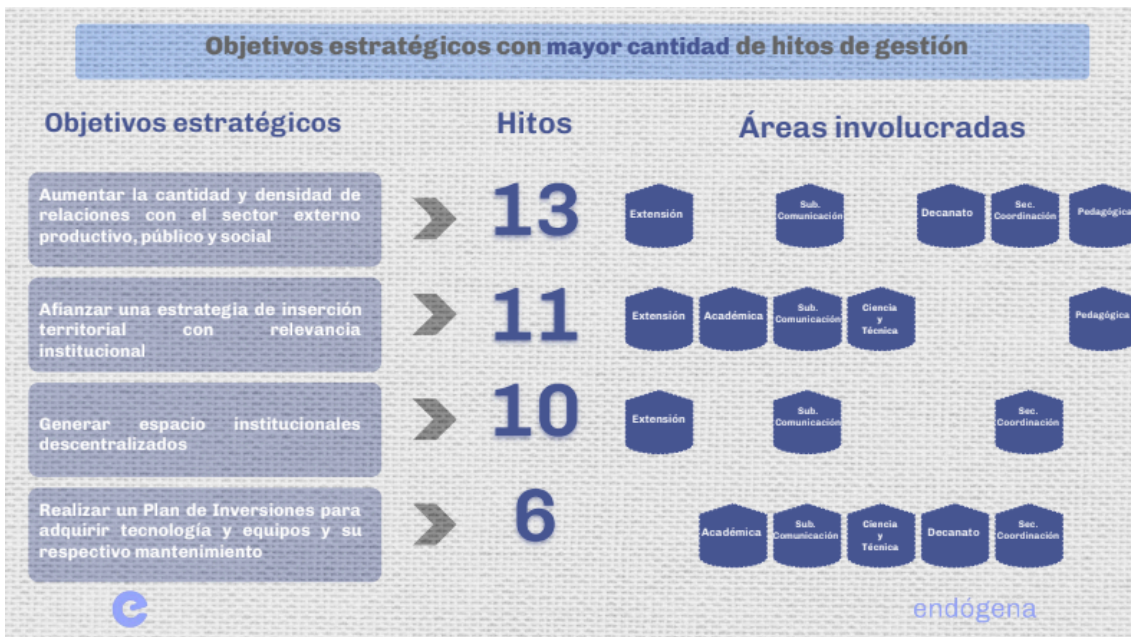 Objetivos estratégicos con mayor cantidad de hitos de gestión
Objetivos estratégicos
Hitos
Áreas involucradas
Aumentar la cantidad y densidad de
relaciones con el sector externo
productivo, público y social
13
Extensión
Sub.
Comunicación
Decanato
Sec.
Coordinación
Pedagógica
Afianzar una estrategia de inserción
territorial con relevancia
institucional
11
Extensión
Académica
Sub.
Comunicación
Ciencia
y
Técnica
Pedagógica
Generar espacio institucionales
descentralizados
10
Extensión
Sub.
Comunicación
Sec.
Coordinación
Realizar un Plan de Inversiones para
adquirir tecnología y equipos y su
respectivo mantenimiento
6
Académica
Sub.
Comunicación
Ciencia
y
Técnica
Decanato
Sec.
Coordinación
e
endógena